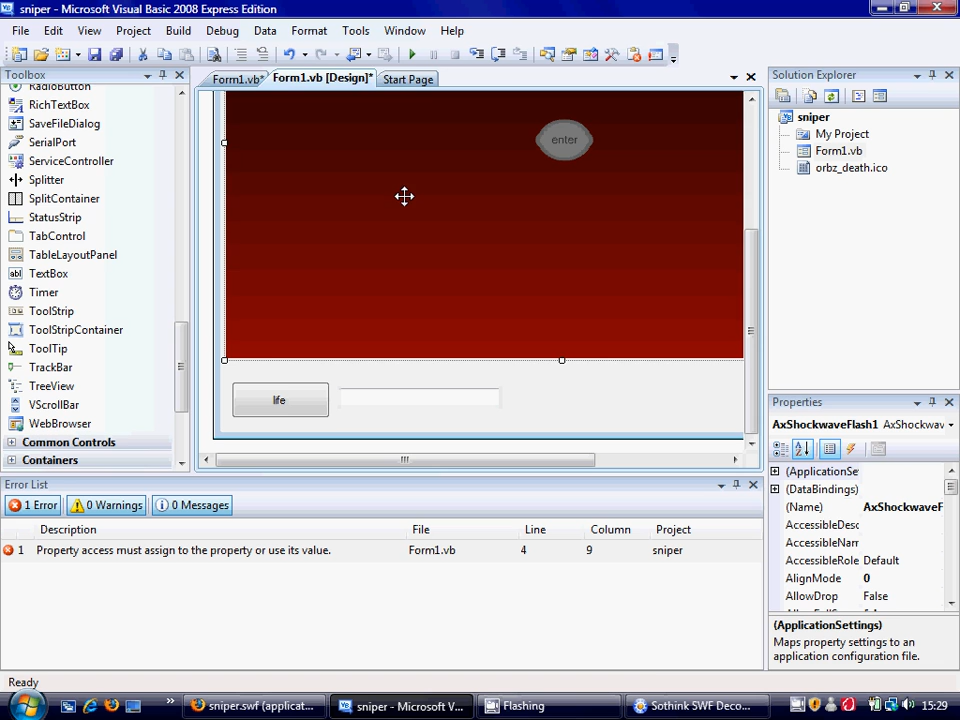 sniper - Microsoft Visual Basic 2008 Express Edition
File Edit View Project Build Debug Data Format Tools Window Help
Toolbox
RadioButton
RichTextBox
SaveFileDialog
SerialPort
ServiceController
Splitter
SplitContainer
StatusStrip
TabControl
TableLayoutPanel
TextBox
Timer
ToolStrip
ToolStripContainer
ToolTip
TrackBar
TreeView
VScrollBar
WebBrowser
Common Controls
Containers
Form1.vb* Form1.vb [Design]* Start Page
enter
life
Solution Explorer
sniper
My Project
Form1.vb
orbz_death.ico
Properties
AxShockwaveFlash1 AxShockwav
(ApplicationSe
(DataBindings)
(Name) AxShockwaveF
AccessibleDesc
AccessibleNam
AccessibleRole Default
AlignMode 0
AllowDrop False
(ApplicationSettings)
Maps property settings to an
application configuration file.
Error List
1 Error 0 Warnings 0 Messages
Description File Line Column Project
1 Property access must assign to the property or use its value. Form1.vb 4 9 sniper
Ready
sniper.swf (applicat... sniper - Microsoft V... Flashing Sothink SWF Deco... 15:29